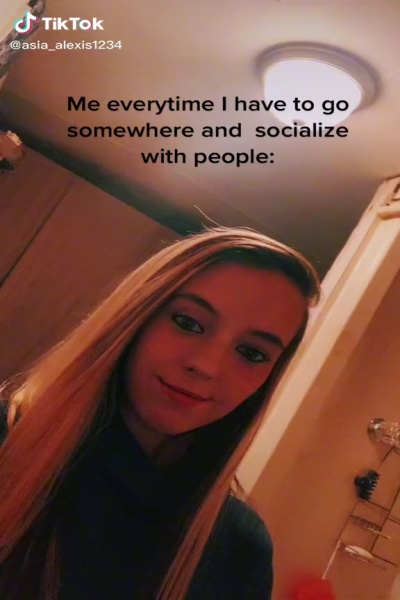 TikTok
@asia_alexis1234
Me everytime I have to go
somewhere and socialize
with people: